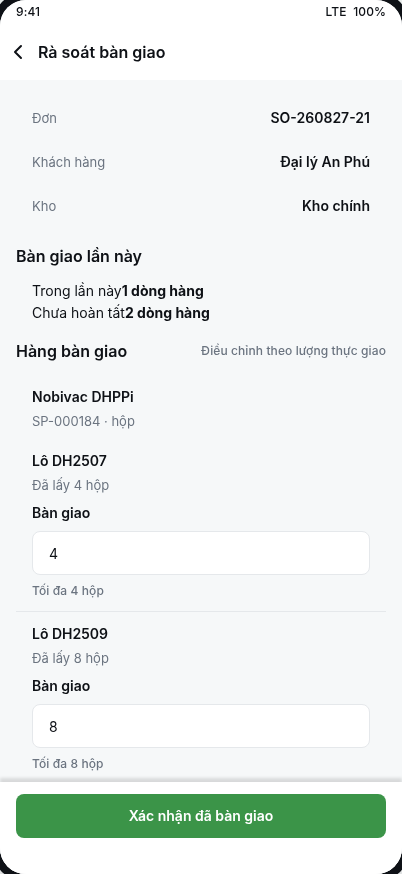 9:41 LTE 100%
Rà soát bàn giao
Đơn SO-260827-21
Khách hàng Đại lý An Phú
Kho Kho chính
Bàn giao lần này
Trong lần này1 dòng hàng
Chưa hoàn tất2 dòng hàng
Hàng bàn giao Điều chỉnh theo lượng thực giao
Nobivac DHPPi
SP-000184 · hộp
Lô DH2507
Đã lấy 4 hộp
Bàn giao
4
Tối đa 4 hộp
Lô DH2509
Đã lấy 8 hộp
Bàn giao
8
Tối đa 8 hộp
Xác nhận đã bàn giao